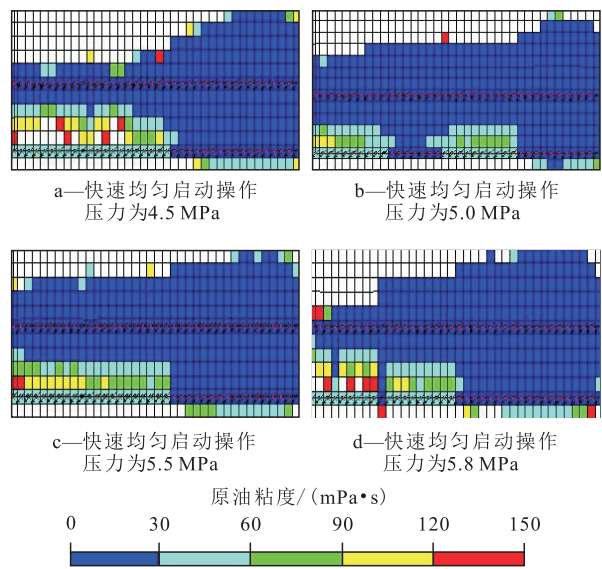 a—快速均匀启动操作
压力为4.5 MPa
b—快速均匀启动操作
压力为5.0 MPa
c—快速均匀启动操作
压力为5.5 MPa
d—快速均匀启动操作
压力为5.8 MPa
原油粘度/(mPa•s)
0 30 60 90 120 150